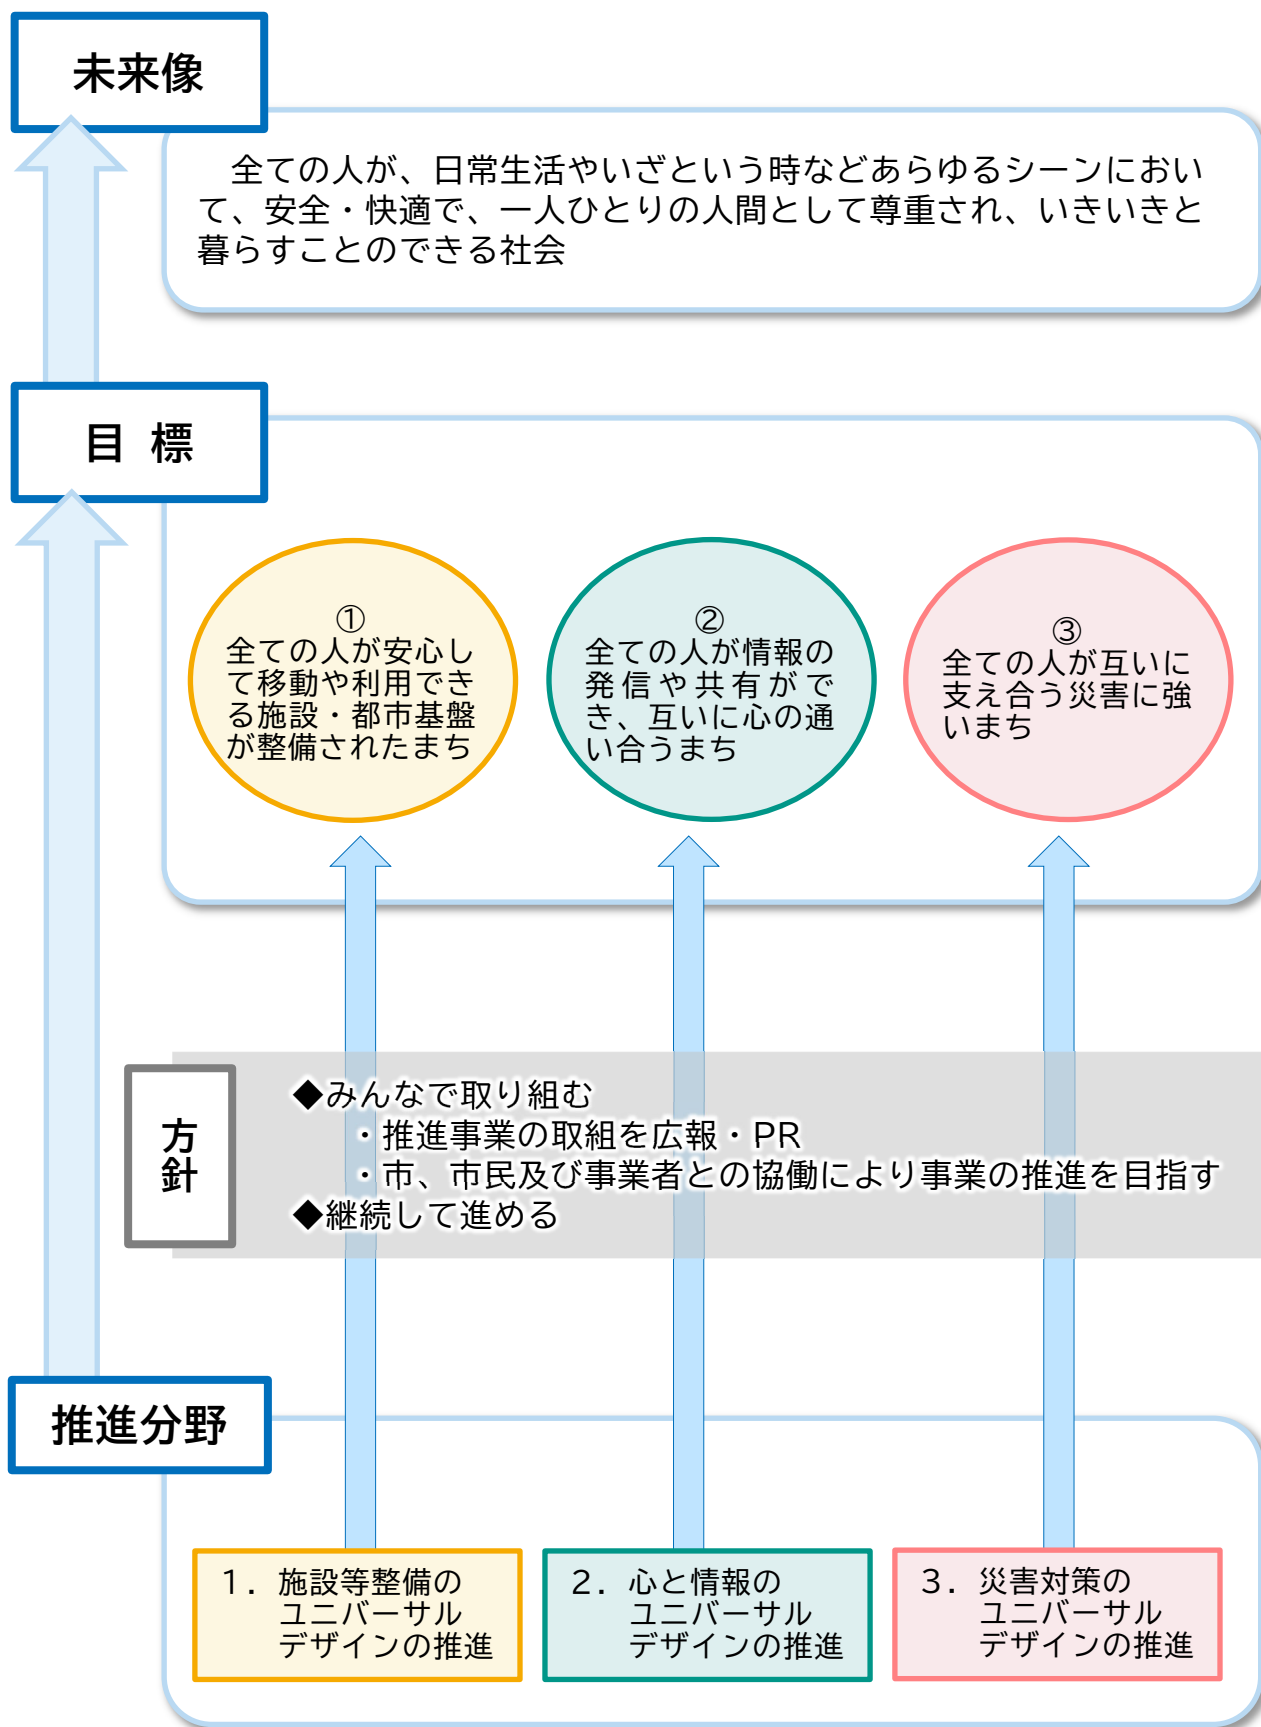 未来像
全ての人が、日常生活やいざという時などあらゆるシーンにおい
て、安全・快適で、一人ひとりの人間として尊重され、いきいきと
暮らすことのできる社会
目 標
①
全ての人が安心し
て移動や利用でき
る施設・都市基盤
が整備されたまち
②
全ての人が情報の
発信や共有がで
き、互いに心の通
い合うまち
③
全ての人が互いに
支え合う災害に強
いまち
方
針
◆みんなで取り組む
・推進事業の取組を広報・PR
・市、市民及び事業者との協働により事業の推進を目指す
◆継続して進める
推進分野
１．施設等整備の
ユニバーサル
デザインの推進
２．心と情報の
ユニバーサル
デザインの推進
３．災害対策の
ユニバーサル
デザインの推進